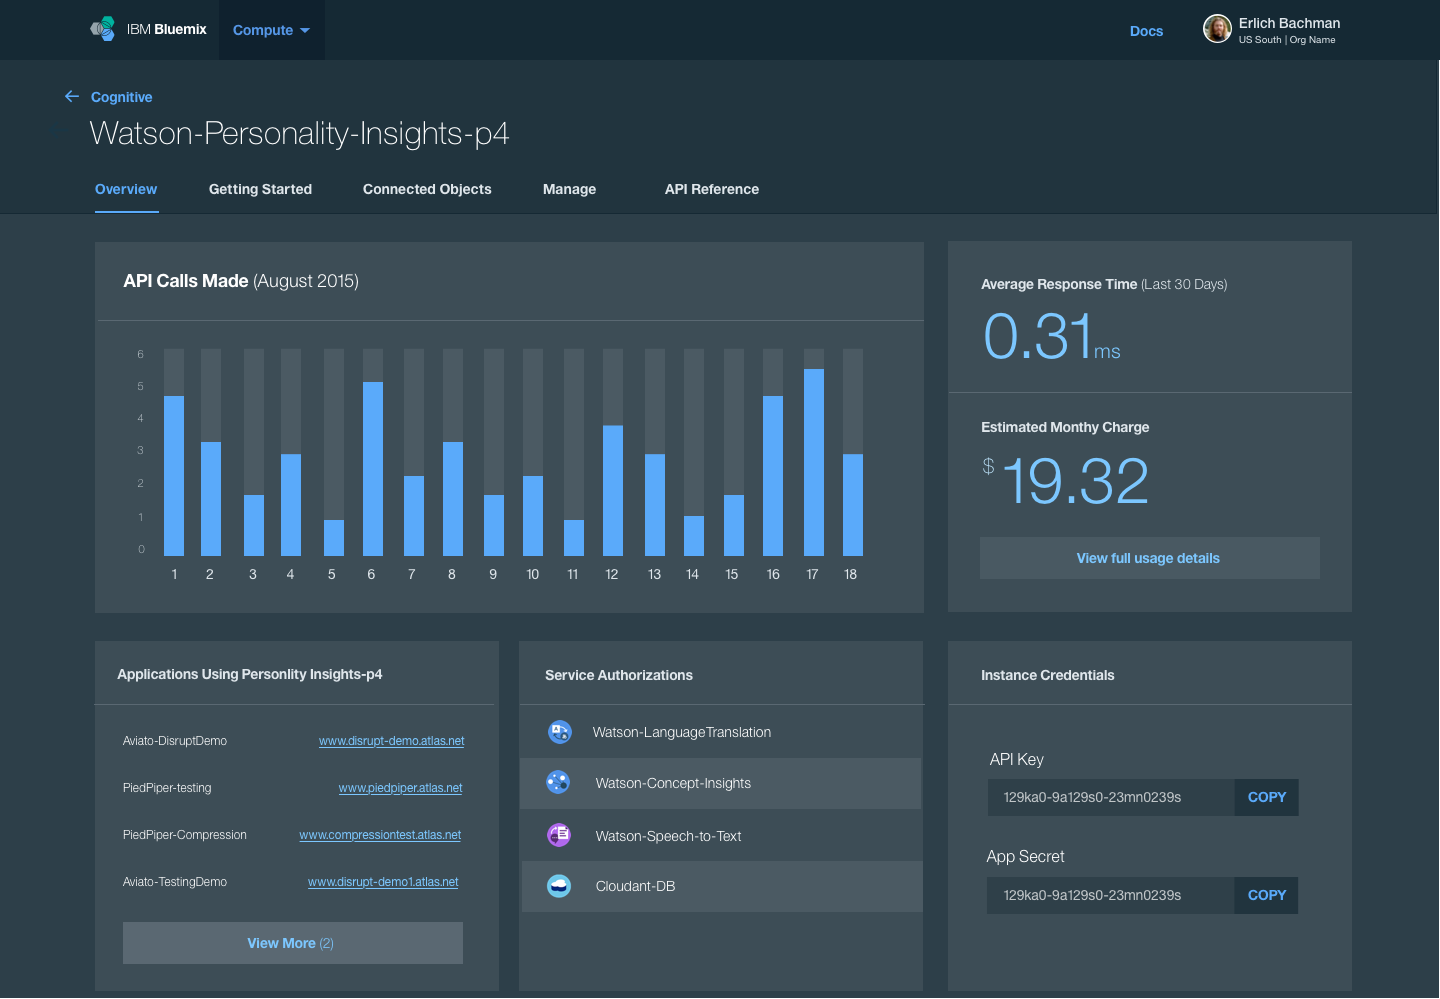 IBM Bluemix
Compute
Docs
Erlich Bachman
US South | Org Name
Cognitive
Watson-Personality-Insights-p4
Overview Getting Started Connected Objects Manage API Reference
API Calls Made (August 2015)
6
5
4
3
2
1
0
1 2 3 4 5 6 7 8 9 10 11 12 13 14 15 16 17 18
Average Response Time (Last 30 Days)
0.31ms
Estimated Monthy Charge
$ 19.32
View full usage details
Applications Using Personlity Insights-p4
Aviato-DisruptDemo www.disrupt-demo.atlas.net
PiedPiper-testing www.piedpiper.atlas.net
PiedPiper-Compression www.compressiontest.atlas.net
Aviato-TestingDemo www.disrupt-demo1.atlas.net
View More (2)
Service Authorizations
Watson-LanguageTranslation
Watson-Concept-Insights
Watson-Speech-to-Text
Cloudant-DB
Instance Credentials
API Key
129ka0-9a129s0-23mn0239s COPY
App Secret
129ka0-9a129s0-23mn0239s COPY